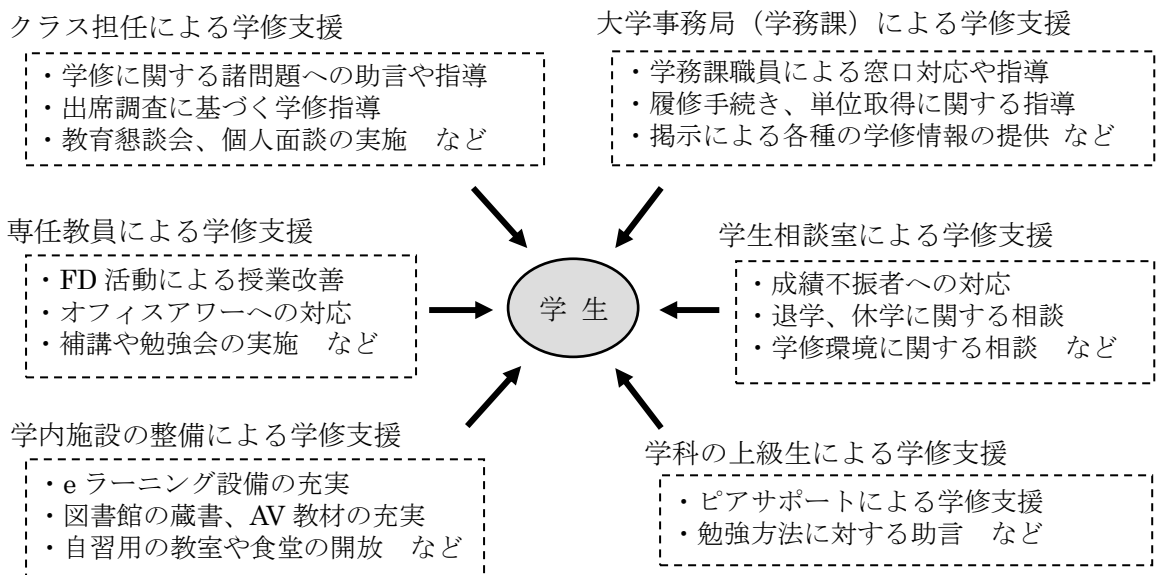 クラス担任による学修支援
・学修に関する諸問題への助言や指導
・出席調査に基づく学修指導
・教育懇談会、個人面談の実施　など
大学事務局（学務課）による学修支援
・学務課職員による窓口対応や指導
・履修手続き、単位取得に関する指導
・掲示による各種の学修情報の提供 など
専任教員による学修支援
・FD 活動による授業改善
・オフィスアワーへの対応
・補講や勉強会の実施　など
学 生
学生相談室による学修支援
・成績不振者への対応
・退学、休学に関する相談
・学修環境に関する相談　など
学内施設の整備による学修支援
・e ラーニング設備の充実
・図書館の蔵書、AV 教材の充実
・自習用の教室や食堂の開放　など
学科の上級生による学修支援
・ピアサポートによる学修支援
・勉強方法に対する助言　など